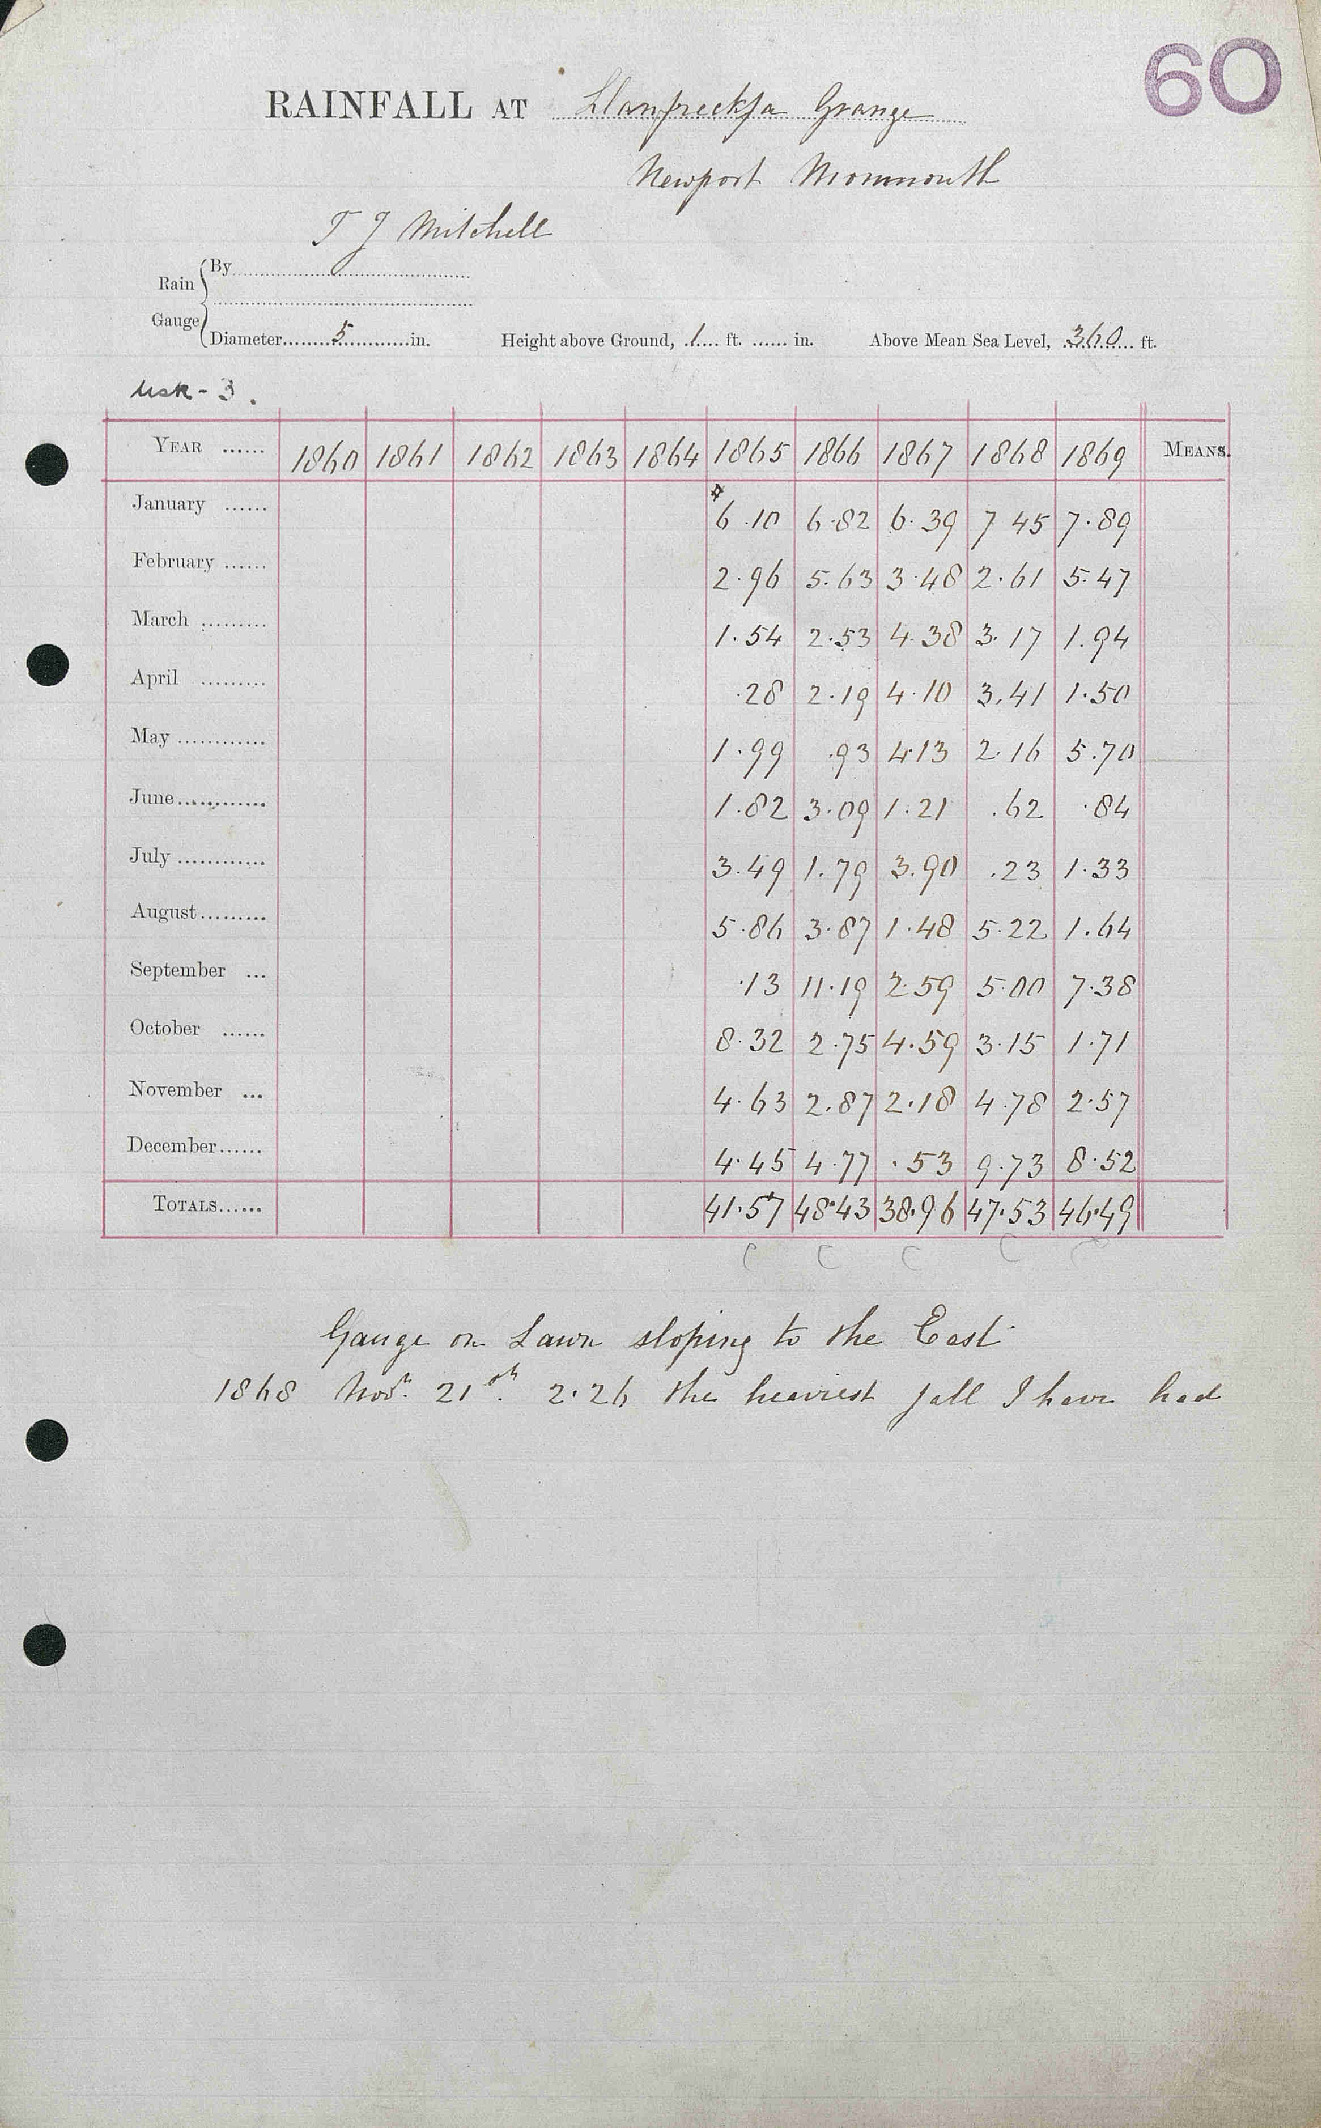 60
RAINFALL AT Llanfreckfa Grange
Newport Monmouth
T J Mitchell
Rain Gauge { By
Diameter 5 in. Height above Ground, 1 ft. in. Above Mean Sea Level, 360 ft.
Usk - 3.
YEAR 1860 1861 1862 1863 1864 1865 1866 1867 1868 1869 MEANS.
January 6.10 6.82 6.39 7 45 7.89
February 2.96 5.63 3.48 2.61 5.47
March 1.54 2.53 4.38 3.17 1.94
April .28 2.19 4.10 3.41 1.50
May 1.99 .93 4.13 2.16 5.70
June 1.82 3.09 1.21 .62 .84
July 3.49 1.79 3.90 .23 1.33
August 5.86 3.87 1.48 5.22 1.64
September .13 11.19 2.59 5.00 7.38
October 8.32 2.75 4.59 3.15 1.71
November 4.63 2.87 2.18 4.78 2.57
December 4.45 4.77 .53 9.73 8.52
TOTALS 41.57 48.43 38.96 47.53 46.49
Gauge on Lawn sloping to the East
1868 Novr. 21st. 2.26 the heaviest fall I have had